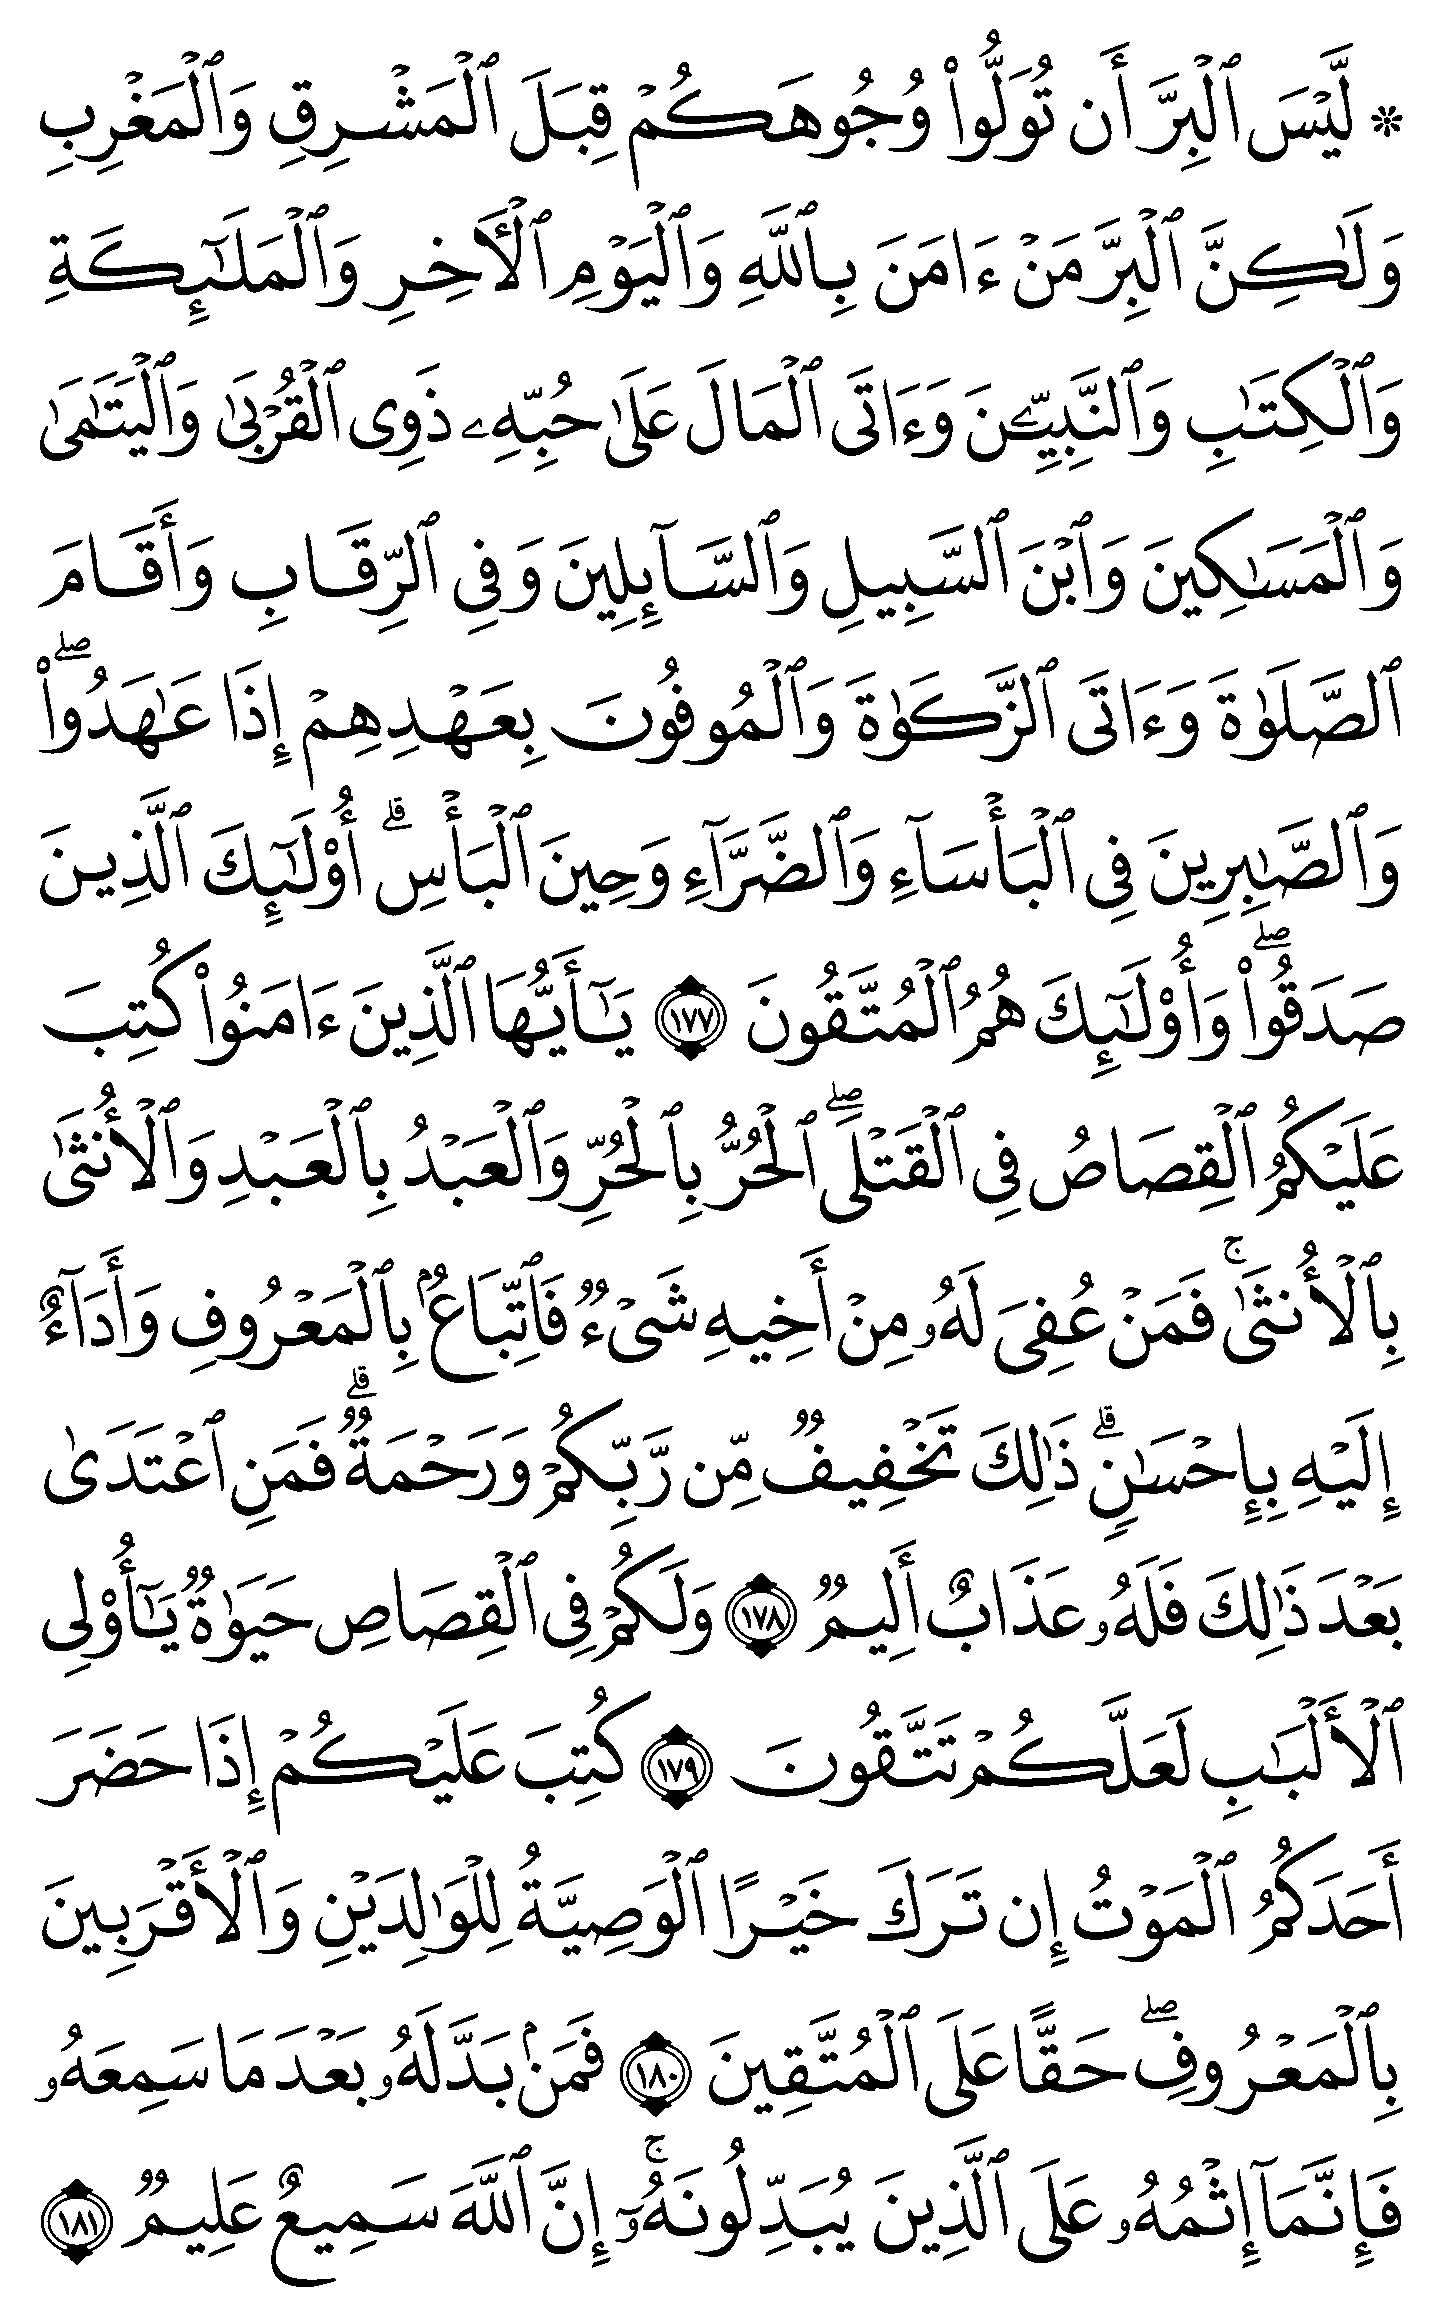 ۞ لَّيْسَ ٱلْبِرَّ أَن تُوَلُّوا۟ وُجُوهَكُمْ قِبَلَ ٱلْمَشْرِقِ وَٱلْمَغْرِبِ
وَلَـٰكِنَّ ٱلْبِرَّ مَنْ ءَامَنَ بِٱللَّهِ وَٱلْيَوْمِ ٱلْـَٔاخِرِ وَٱلْمَلَـٰٓئِكَةِ
وَٱلْكِتَـٰبِ وَٱلنَّبِيِّـۧنَ وَءَاتَى ٱلْمَالَ عَلَىٰ حُبِّهِۦ ذَوِى ٱلْقُرْبَىٰ وَٱلْيَتَـٰمَىٰ
وَٱلْمَسَـٰكِينَ وَٱبْنَ ٱلسَّبِيلِ وَٱلسَّآئِلِينَ وَفِى ٱلرِّقَابِ وَأَقَامَ
ٱلصَّلَوٰةَ وَءَاتَى ٱلزَّكَوٰةَ وَٱلْمُوفُونَ بِعَهْدِهِمْ إِذَا عَـٰهَدُوا۟ ۖ
وَٱلصَّـٰبِرِينَ فِى ٱلْبَأْسَآءِ وَٱلضَّرَّآءِ وَحِينَ ٱلْبَأْسِ ۗ أُو۟لَـٰٓئِكَ ٱلَّذِينَ
صَدَقُوا۟ ۖ وَأُو۟لَـٰٓئِكَ هُمُ ٱلْمُتَّقُونَ ١٧٧ يَـٰٓأَيُّهَا ٱلَّذِينَ ءَامَنُوا۟ كُتِبَ
عَلَيْكُمُ ٱلْقِصَاصُ فِى ٱلْقَتْلَى ۖ ٱلْحُرُّ بِٱلْحُرِّ وَٱلْعَبْدُ بِٱلْعَبْدِ وَٱلْأُنثَىٰ
بِٱلْأُنثَىٰ ۚ فَمَنْ عُفِىَ لَهُۥ مِنْ أَخِيهِ شَىْءٌ فَٱتِّبَاعٌۢ بِٱلْمَعْرُوفِ وَأَدَآءٌ
إِلَيْهِ بِإِحْسَـٰنٍ ۗ ذَٰلِكَ تَخْفِيفٌ مِّن رَّبِّكُمْ وَرَحْمَةٌ ۗ فَمَنِ ٱعْتَدَىٰ
بَعْدَ ذَٰلِكَ فَلَهُۥ عَذَابٌ أَلِيمٌ ١٧٨ وَلَكُمْ فِى ٱلْقِصَاصِ حَيَوٰةٌ يَـٰٓأُو۟لِى
ٱلْأَلْبَـٰبِ لَعَلَّكُمْ تَتَّقُونَ ١٧٩ كُتِبَ عَلَيْكُمْ إِذَا حَضَرَ
أَحَدَكُمُ ٱلْمَوْتُ إِن تَرَكَ خَيْرًا ٱلْوَصِيَّةُ لِلْوَٰلِدَيْنِ وَٱلْأَقْرَبِينَ
بِٱلْمَعْرُوفِ ۖ حَقًّا عَلَى ٱلْمُتَّقِينَ ١٨٠ فَمَنۢ بَدَّلَهُۥ بَعْدَ مَا سَمِعَهُۥ
فَإِنَّمَآ إِثْمُهُۥ عَلَى ٱلَّذِينَ يُبَدِّلُونَهُۥٓ ۚ إِنَّ ٱللَّهَ سَمِيعٌ عَلِيمٌ ١٨١